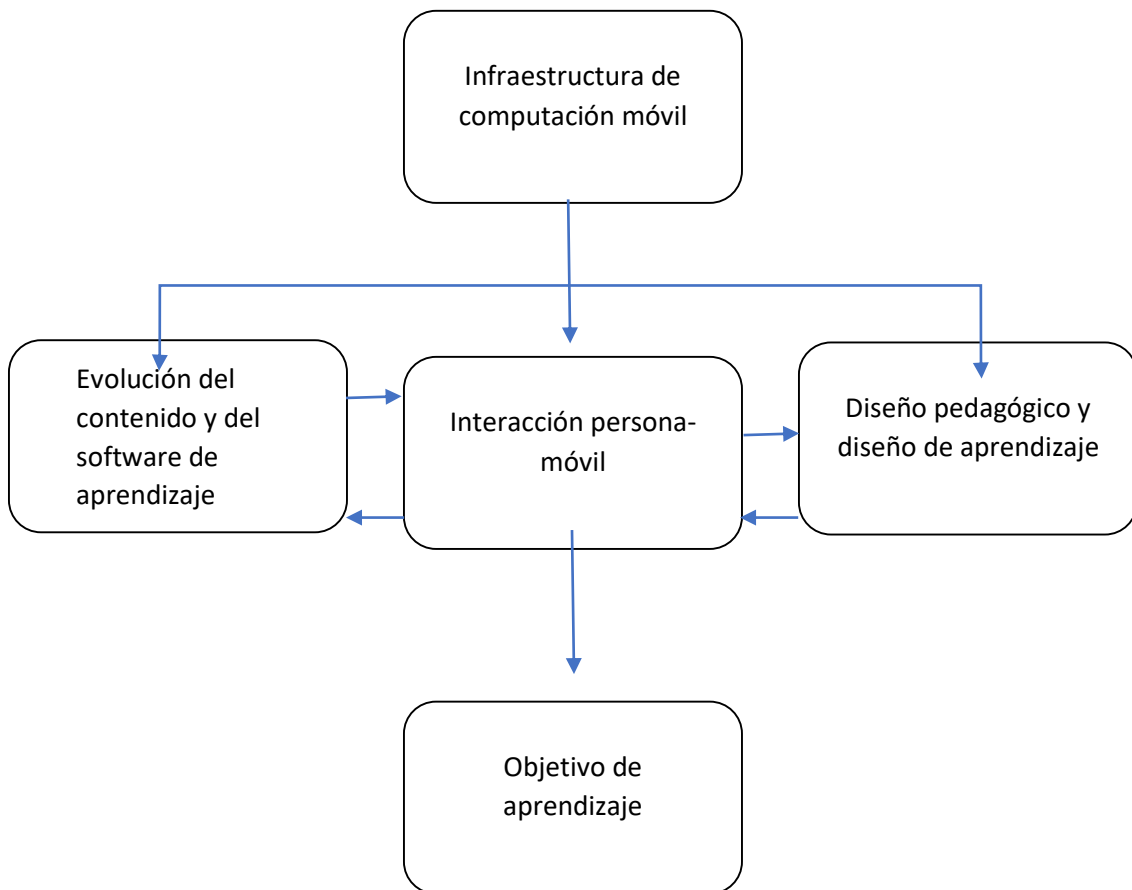 Infraestructura de
computación móvil
Evolución del
contenido y del
software de
aprendizaje
Interacción persona-
móvil
Diseño pedagógico y
diseño de aprendizaje
Objetivo de
aprendizaje